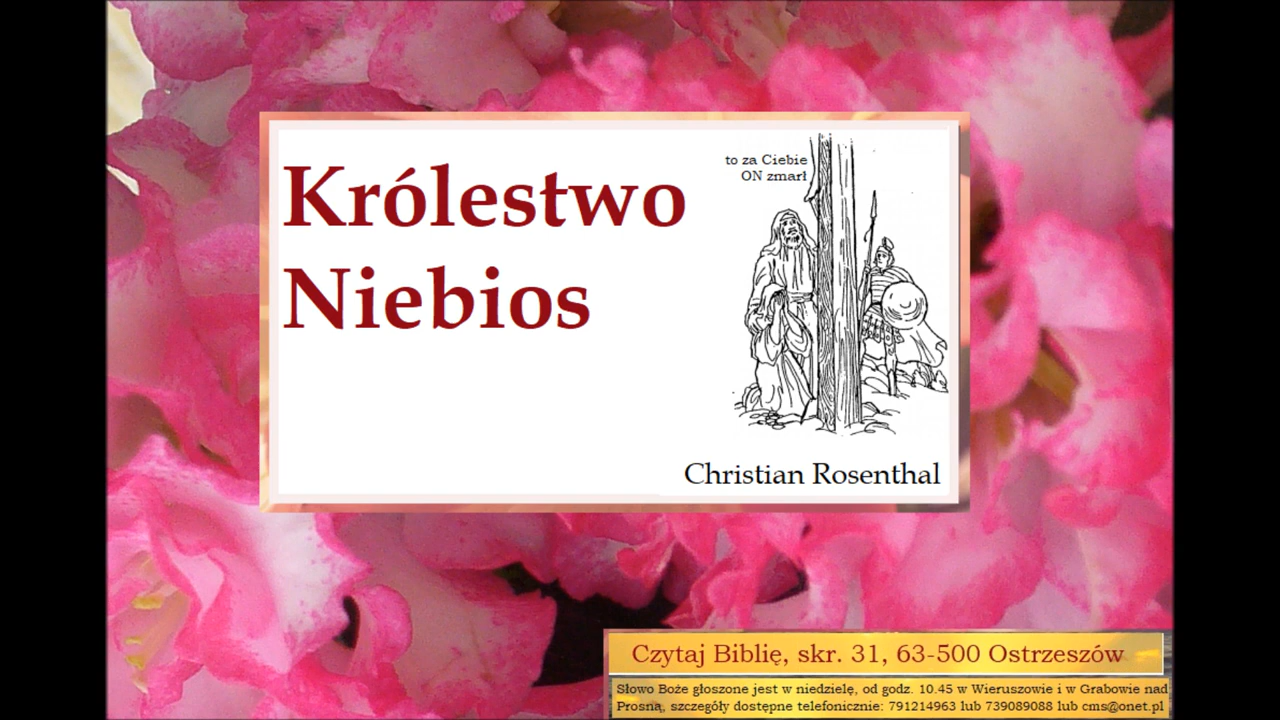 Królestwo
Niebios
to za Ciebie
ON zmarł
Christian Rosenthal
Czytaj Biblię, skr. 31, 63-500 Ostrzeszów
Słowo Boże głoszone jest w niedzielę, od godz. 10.45 w Wieruszowie i w Grabowie nad
Prosną, szczegóły dostępne telefonicznie: 791214963 lub 739089088 lub cms@onet.pl